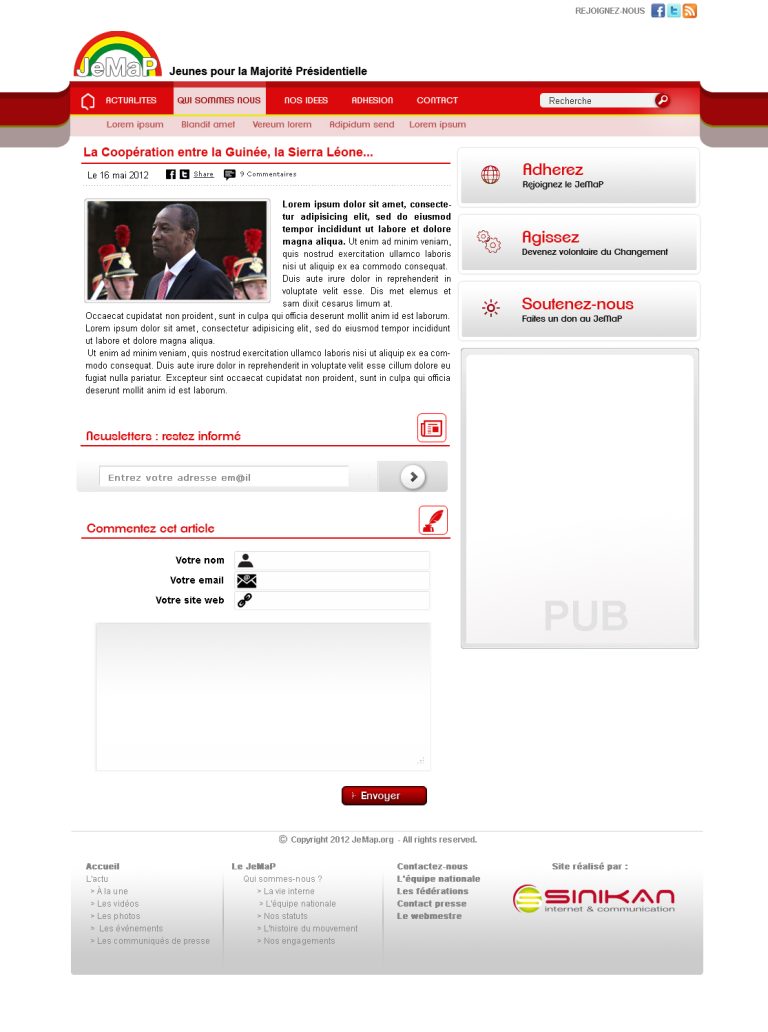 REJOIGNEZ-NOUS
JeMaP
Jeunes pour la Majorité Présidentielle
ACTUALITES QUI SOMMES NOUS NOS IDEES ADHESION CONTACT Recherche
Lorem ipsum Blandit amet Vereum lorem Adipidum send Lorem ipsum
La Coopération entre la Guinée, la Sierra Léone...
Le 16 mai 2012 Share 9 Commentaires
Lorem ipsum dolor sit amet, consecte-
tur adipisicing elit, sed do eiusmod
tempor incididunt ut labore et dolore
magna aliqua. Ut enim ad minim veniam,
quis nostrud exercitation ullamco laboris
nisi ut aliquip ex ea commodo consequat.
Duis aute irure dolor in reprehenderit in
voluptate velit esse. Dis met elemus et
sam dixit cesarus limum at.
Occaecat cupidatat non proident, sunt in culpa qui officia deserunt mollit anim id est laborum.
Lorem ipsum dolor sit amet, consectetur adipisicing elit, sed do eiusmod tempor incididunt
ut labore et dolore magna aliqua.
Ut enim ad minim veniam, quis nostrud exercitation ullamco laboris nisi ut aliquip ex ea com-
modo consequat. Duis aute irure dolor in reprehenderit in voluptate velit esse cillum dolore eu
fugiat nulla pariatur. Excepteur sint occaecat cupidatat non proident, sunt in culpa qui officia
deserunt mollit anim id est laborum.
Newsletters : restez informé
Entrez votre adresse em@il
Commentez cet article
Votre nom
Votre email
Votre site web
Envoyer
Adherez
Rejoignez le JeMaP
Agissez
Devenez volontaire du Changement
Soutenez-nous
Faites un don au JeMaP
PUB
© Copyright 2012 JeMap.org - All rights reserved.
Accueil
L'actu
> À la une
> Les vidéos
> Les photos
> Les événements
> Les communiqués de presse
Le JeMaP
Qui sommes-nous ?
> La vie interne
> L'équipe nationale
> Nos statuts
> L'histoire du mouvement
> Nos engagements
Contactez-nous
L'équipe nationale
Les fédérations
Contact presse
Le webmestre
Site réalisé par :
SINIKAN
internet & communication